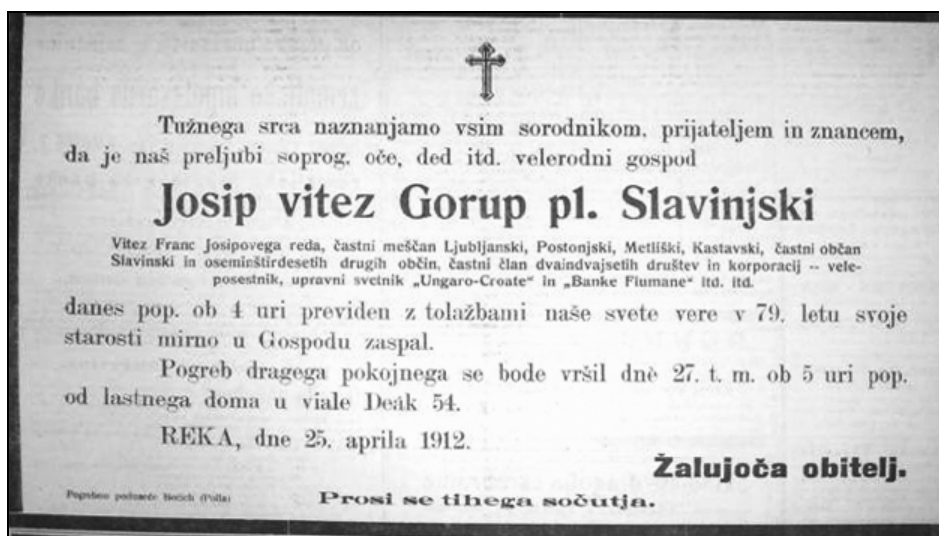 Tužnega srca naznanjamo vsim sorodnikom, prijateljem in znancem,
da je naš preljubi soprog, oče, ded itd. velerodni gospod
Josip vitez Gorup pl. Slavinjski
Vitez Franc Josipovega reda, častni meščan Ljubljanski, Postonjski, Metliški, Kastavski, častni občan
Slavinski in oseminštirdesetih drugih občin, častni član dvaindvajsetih društev in korporacij -- vele-
posestnik, upravni svetnik „Ungaro-Croate“ in „Banke Fiumane“ itd. itd.
danes pop. ob 4 uri previden z tolažbami naše svete vere v 79. letu svoje
starosti mirno u Gospodu zaspal.
Pogreb dragega pokojnega se bode vršil dnè 27. t. m. ob 5 uri pop.
od lastnega doma u viale Deák 54.
REKA, dne 25. aprila 1912.
Žalujoča obitelj.
Pogrebno (Polla)
Prosi se tihega sočutja.